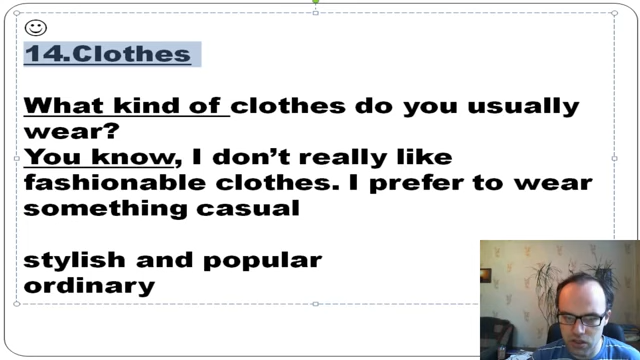 14.Clothes
What kind of clothes do you usually
wear?
You know, I don't really like
fashionable clothes. I prefer to wear
something casual
stylish and popular
ordinary